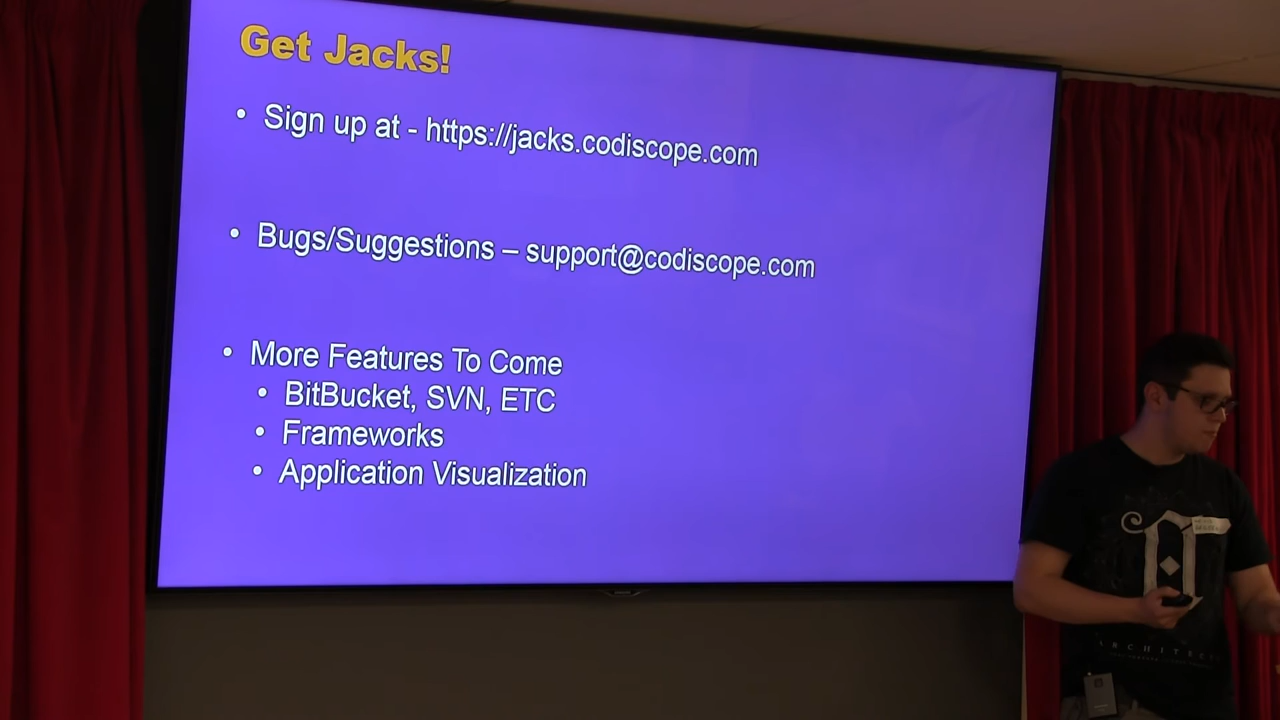 Get Jacks!
• Sign up at - https://jacks.codiscope.com
• Bugs/Suggestions – support@codiscope.com
• More Features To Come
• BitBucket, SVN, ETC
• Frameworks
• Application Visualization